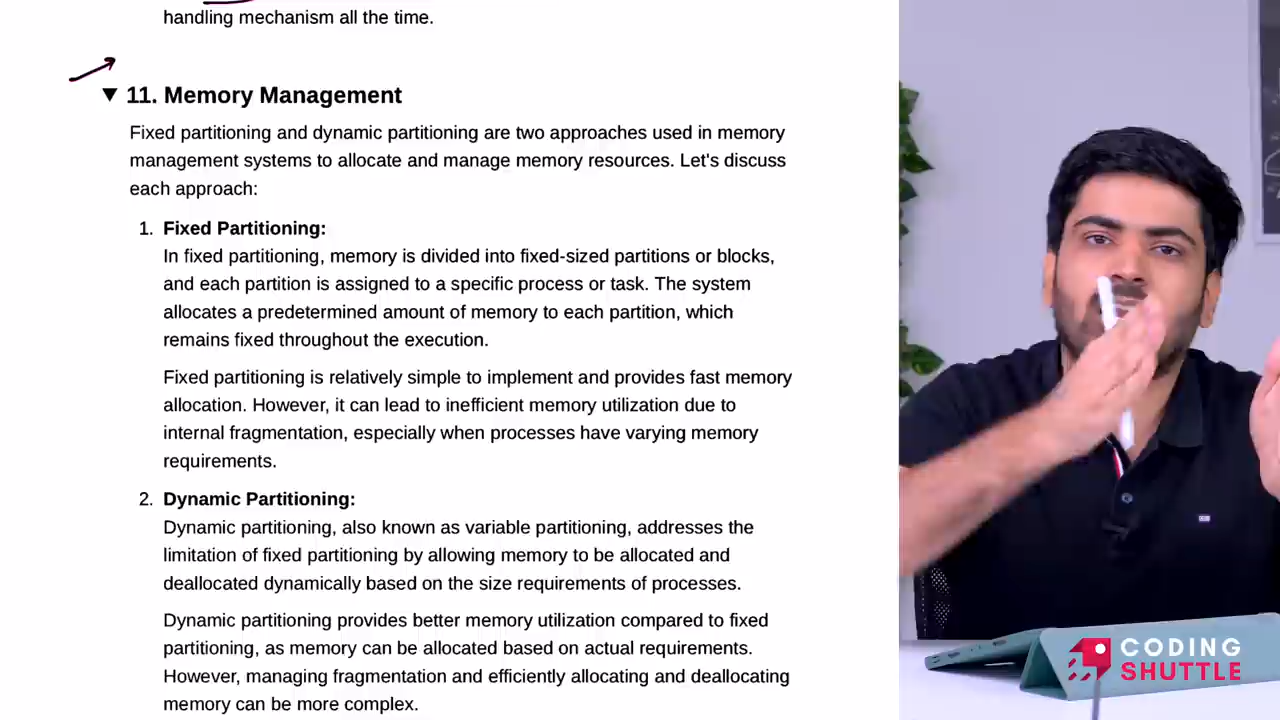 handling mechanism all the time.
▼ 11. Memory Management
Fixed partitioning and dynamic partitioning are two approaches used in memory
management systems to allocate and manage memory resources. Let's discuss
each approach:
1. Fixed Partitioning:
In fixed partitioning, memory is divided into fixed-sized partitions or blocks,
and each partition is assigned to a specific process or task. The system
allocates a predetermined amount of memory to each partition, which
remains fixed throughout the execution.
Fixed partitioning is relatively simple to implement and provides fast memory
allocation. However, it can lead to inefficient memory utilization due to
internal fragmentation, especially when processes have varying memory
requirements.
2. Dynamic Partitioning:
Dynamic partitioning, also known as variable partitioning, addresses the
limitation of fixed partitioning by allowing memory to be allocated and
deallocated dynamically based on the size requirements of processes.
Dynamic partitioning provides better memory utilization compared to fixed
partitioning, as memory can be allocated based on actual requirements.
However, managing fragmentation and efficiently allocating and deallocating
memory can be more complex.
CODING
SHUTTLE